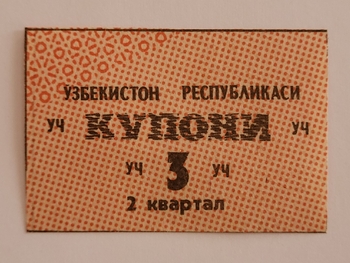 УЗБЕКИСТОН РЕСПУБЛИКАСИ
УЧ КУПОНИ УЧ
УЧ 3 УЧ
2 квартал